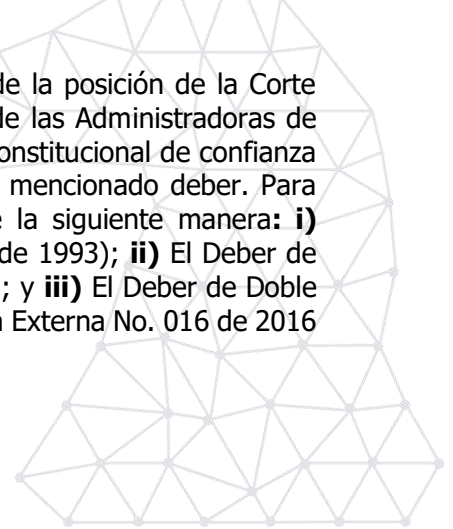 de la posición de la Corte
de las Administradoras de
onstitucional de confianza
mencionado deber. Para
e la siguiente manera: i)
de 1993); ii) El Deber de
; y iii) El Deber de Doble
Externa No. 016 de 2016